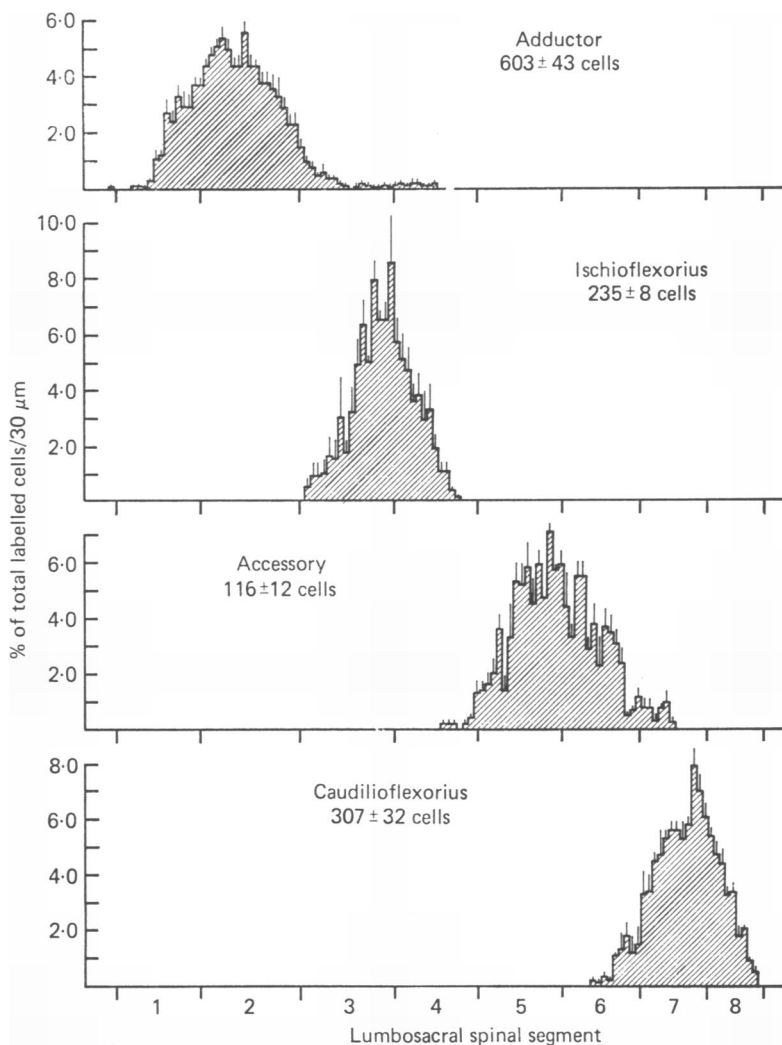 6·0
4·0
2·0
Adductor
603 ± 43 cells
10·0
8·0
6·0
4·0
2·0
Ischioflexorius
235 ± 8 cells
6·0
4·0
2·0
Accessory
116 ±12 cells
8·0
6·0
4·0
2·0
Caudilioflexorius
307 ± 32 cells
% of total labelled cells/30 μm
1 2 3 4 5 6 7 8
Lumbosacral spinal segment